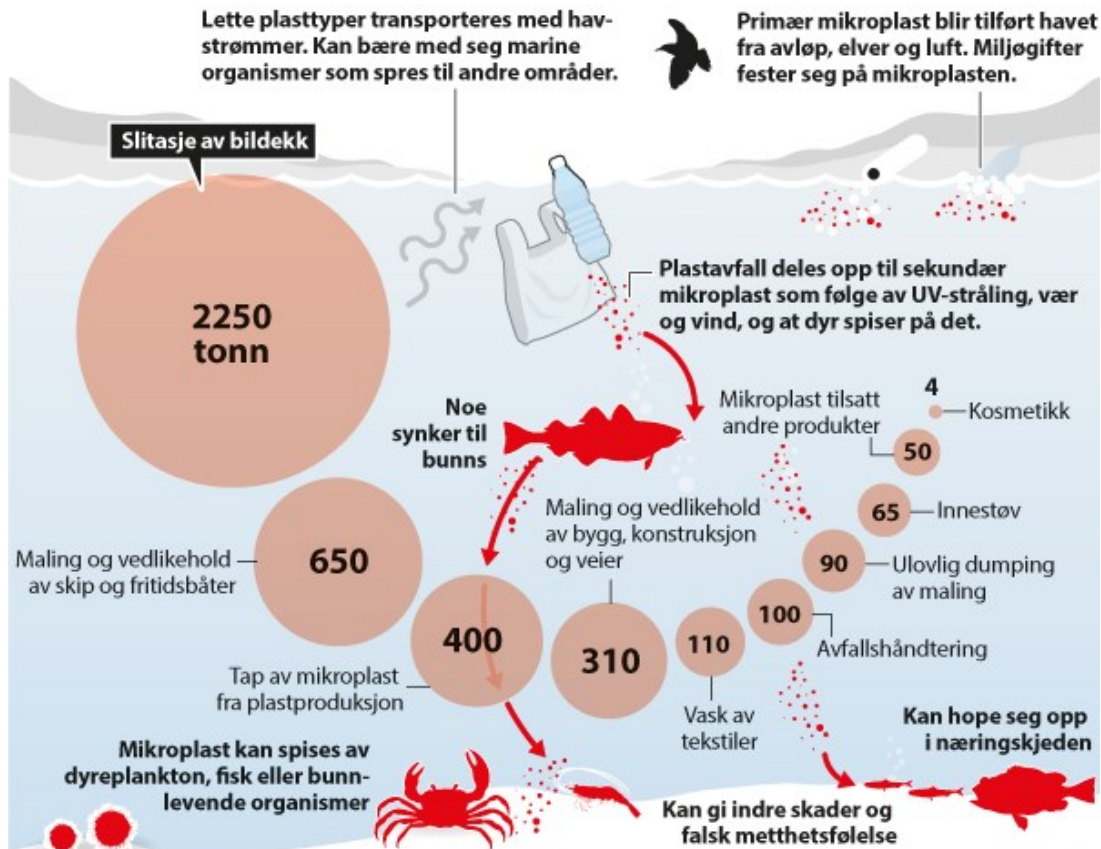 Lette plasttyper transporteres med hav-
strømmer. Kan bære med seg marine
organismer som spres til andre områder.
Primær mikroplast blir tilført havet
fra avløp, elver og luft. Miljøgifter
fester seg på mikroplasten.
Slitasje av bildekk
2250
tonn
Plastavfall deles opp til sekundær
mikroplast som følge av UV-stråling, vær
og vind, og at dyr spiser på det.
Noe
synker til
bunns
Mikroplast tilsatt
andre produkter
4
Kosmetikk
50
65
Innestøv
Maling og vedlikehold
av bygg, konstruksjon
og veier
Maling og vedlikehold
av skip og fritidsbåter
650
90
Ulovlig dumping
av maling
400
310
110
100
Avfallshåndtering
Tap av mikroplast
fra plastproduksjon
Vask av
tekstiler
Kan hope seg opp
i næringskjeden
Mikroplast kan spises av
dyreplankton, fisk eller bunn-
levende organismer
Kan gi indre skader og
falsk metthetsfølelse